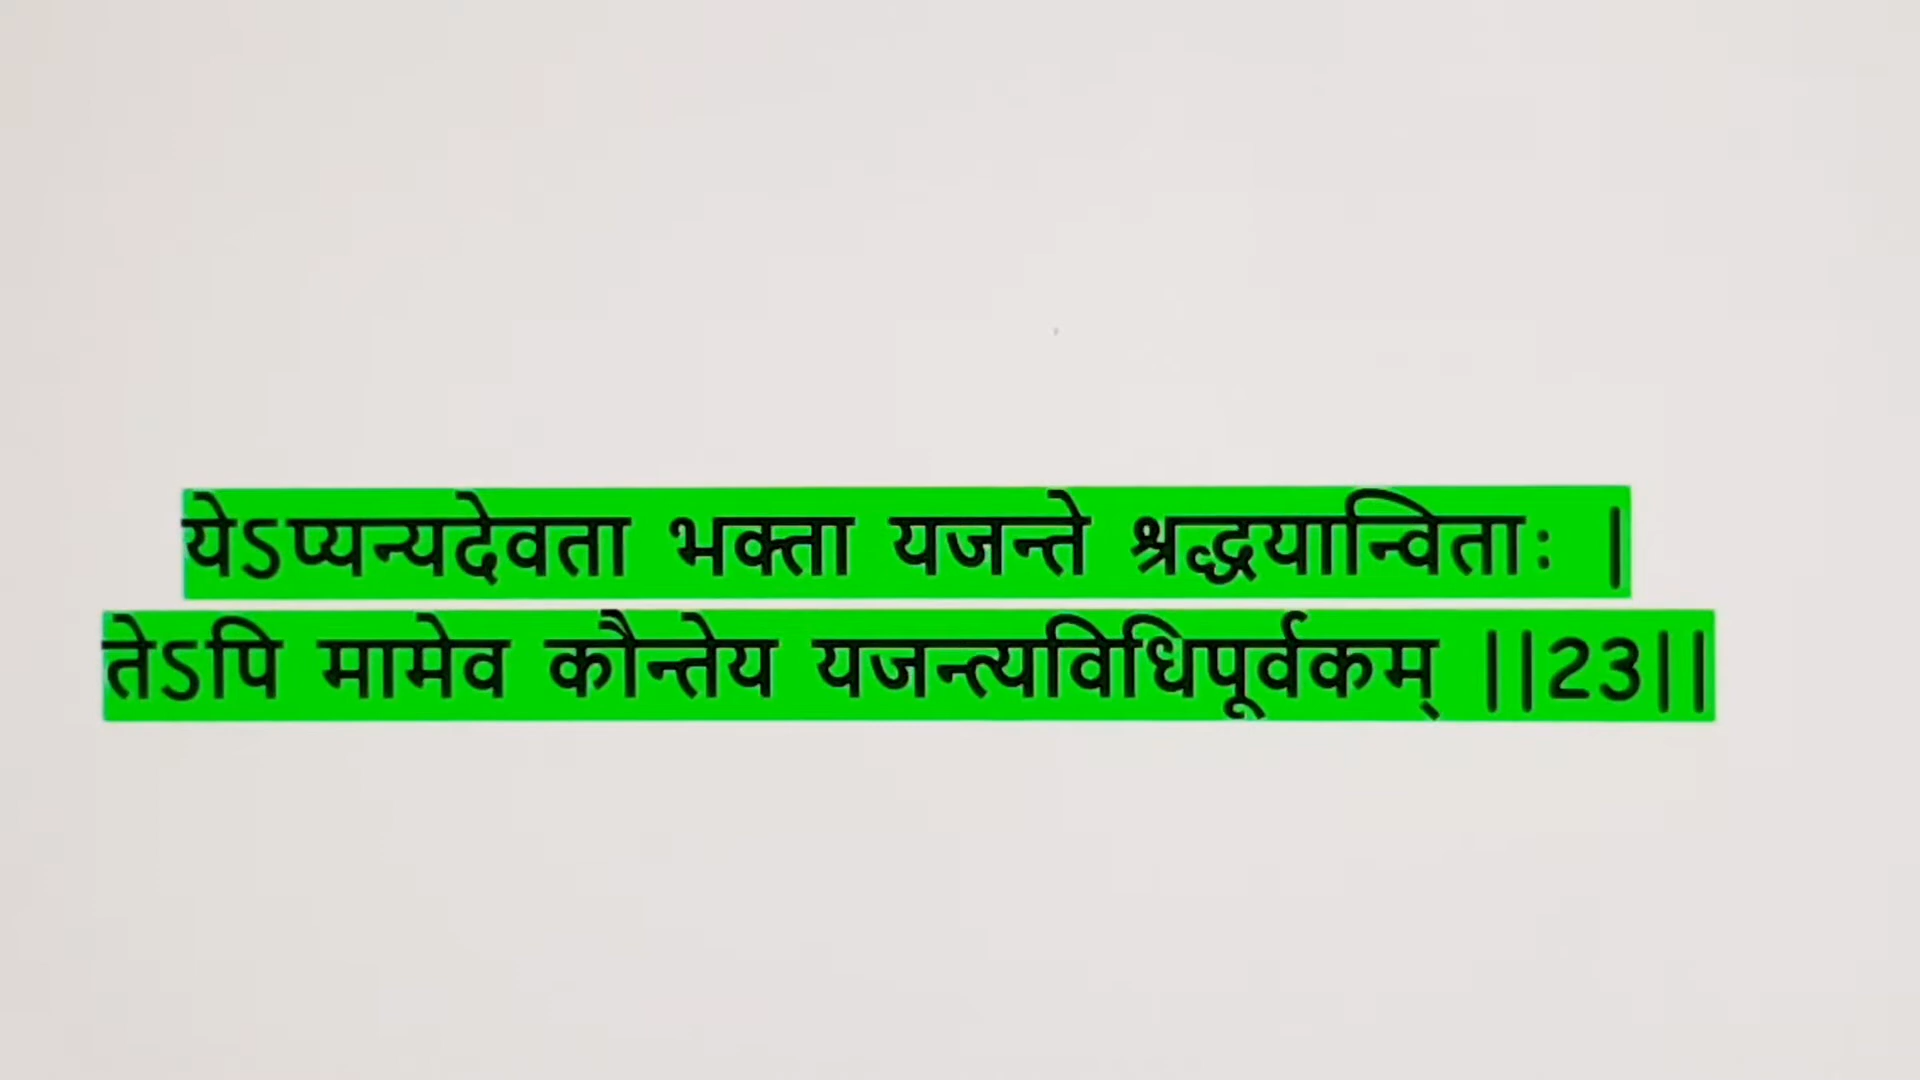 येऽप्यन्यदेवता भक्ता यजन्ते श्रद्धयान्विताः |
तेऽपि मामेव कौन्तेय यजन्त्यविधिपूर्वकम् ||23||